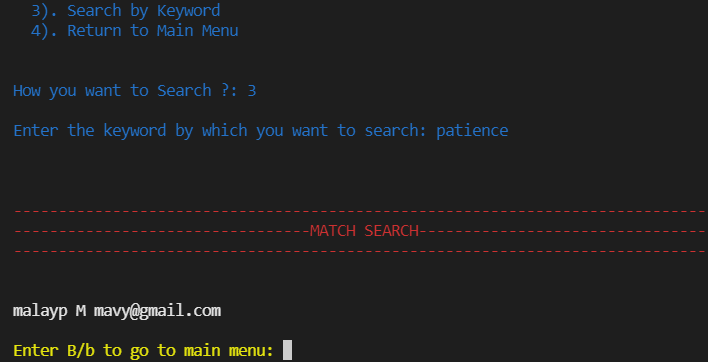 3). Search by Keyword
4). Return to Main Menu
How you want to Search ?: 3
Enter the keyword by which you want to search: patience
-----------------------------------------------------------------------------
---------------------------------MATCH SEARCH--------------------------------
-----------------------------------------------------------------------------
malayp M mavy@gmail.com
Enter B/b to go to main menu: